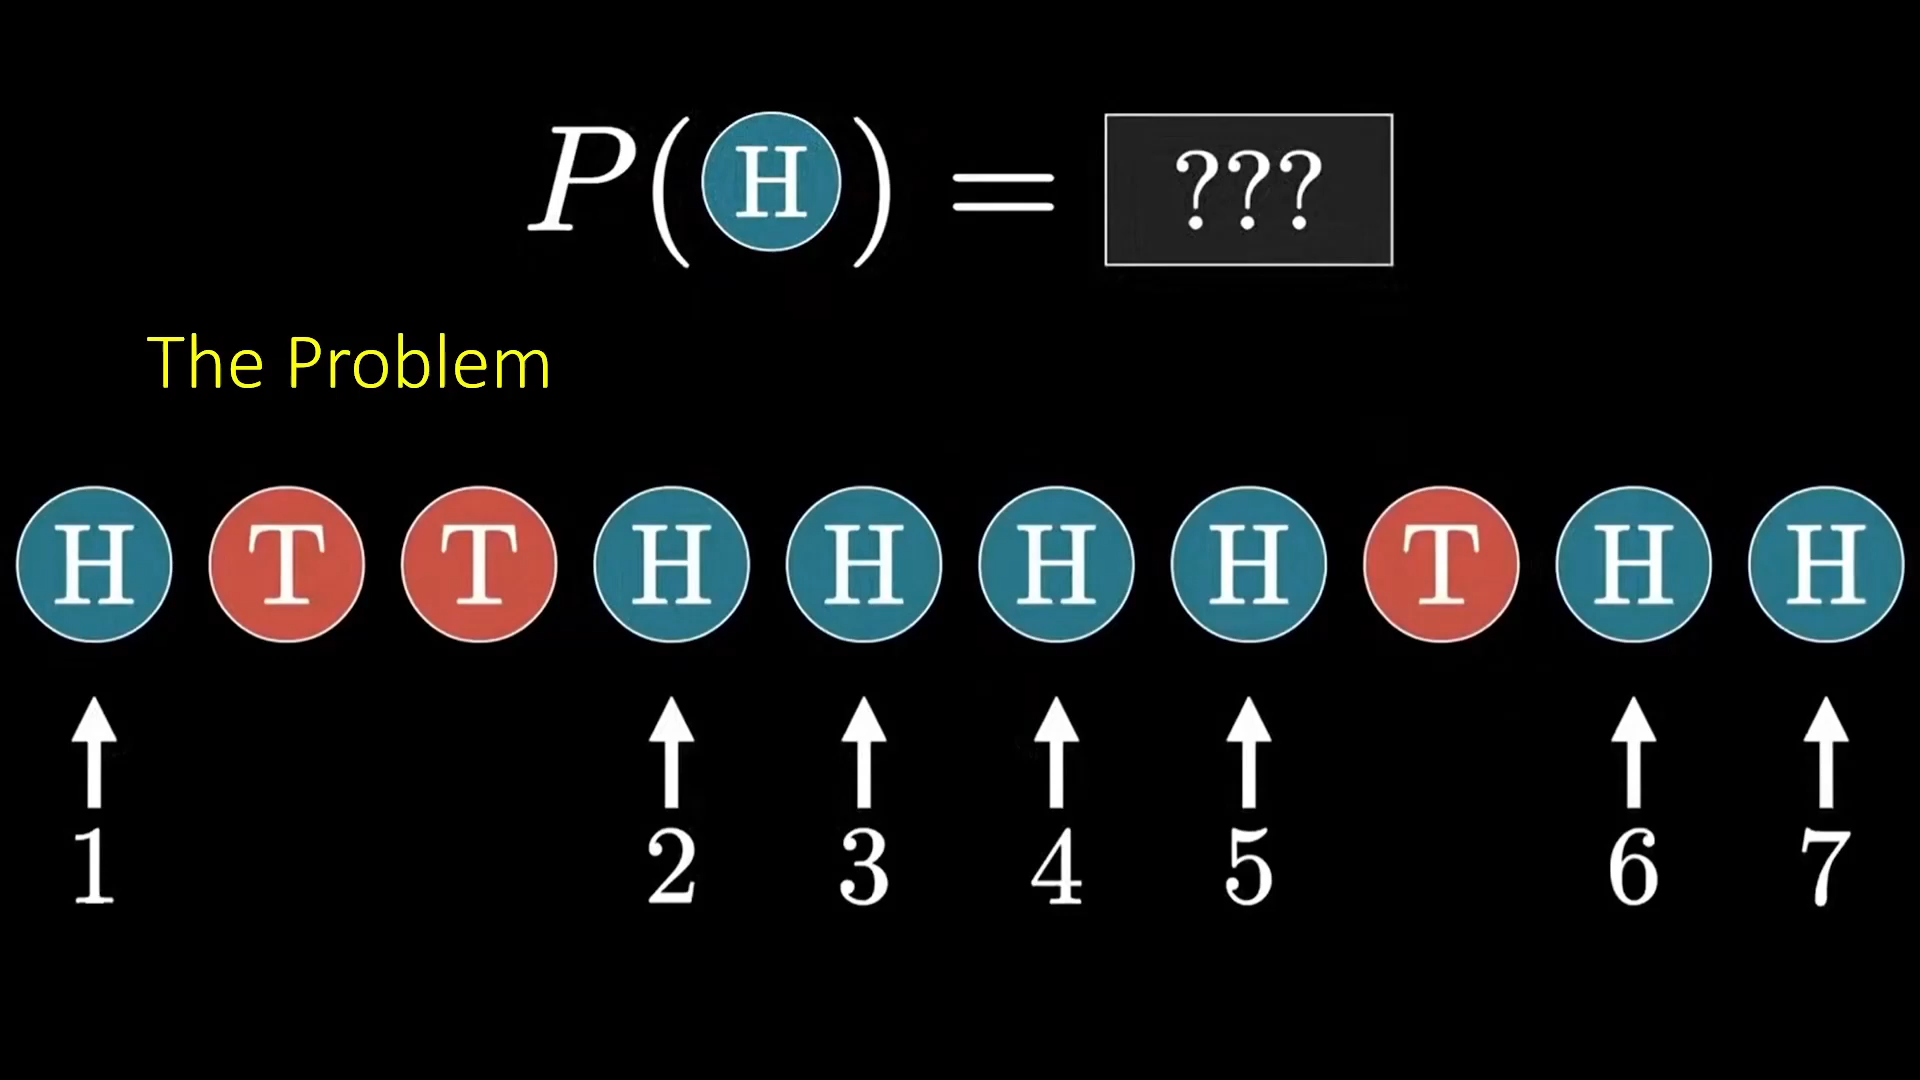 P(H) = ???
The Problem
H T T H H H H T H H
1 2 3 4 5 6 7